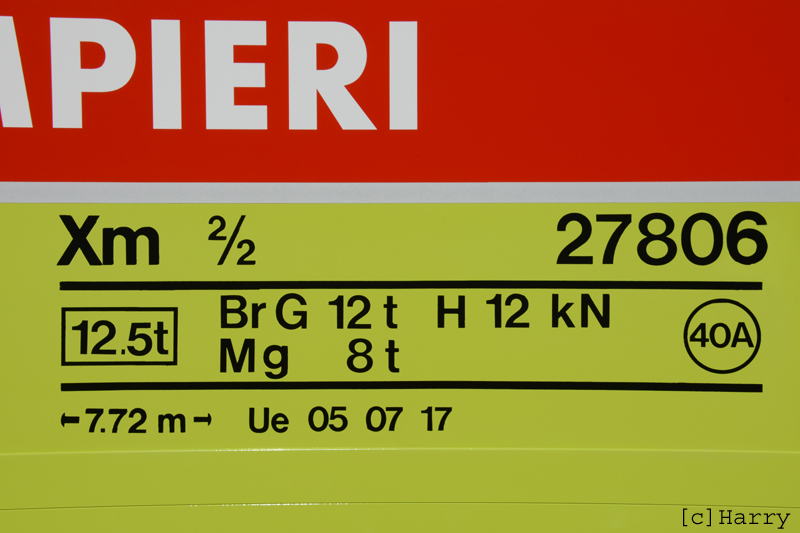 MPIERI
Xm 2/2 27806
12.5t BrG 12 t H 12 kN 40A
Mg 8 t
7.72 m Ue 05 07 17
[c]Harry